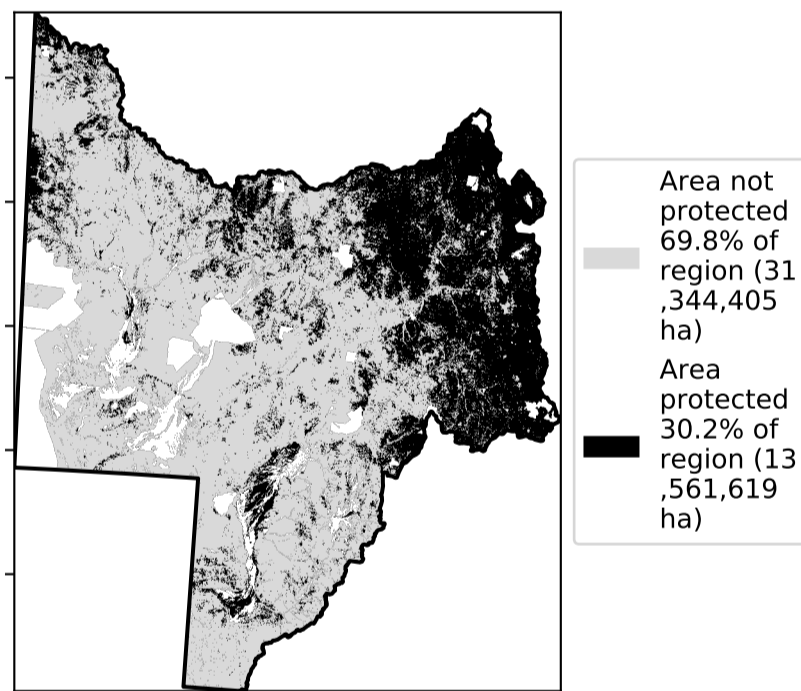 Area not
protected
69.8% of
region (31
,344,405
ha)
Area
protected
30.2% of
region (13
,561,619
ha)